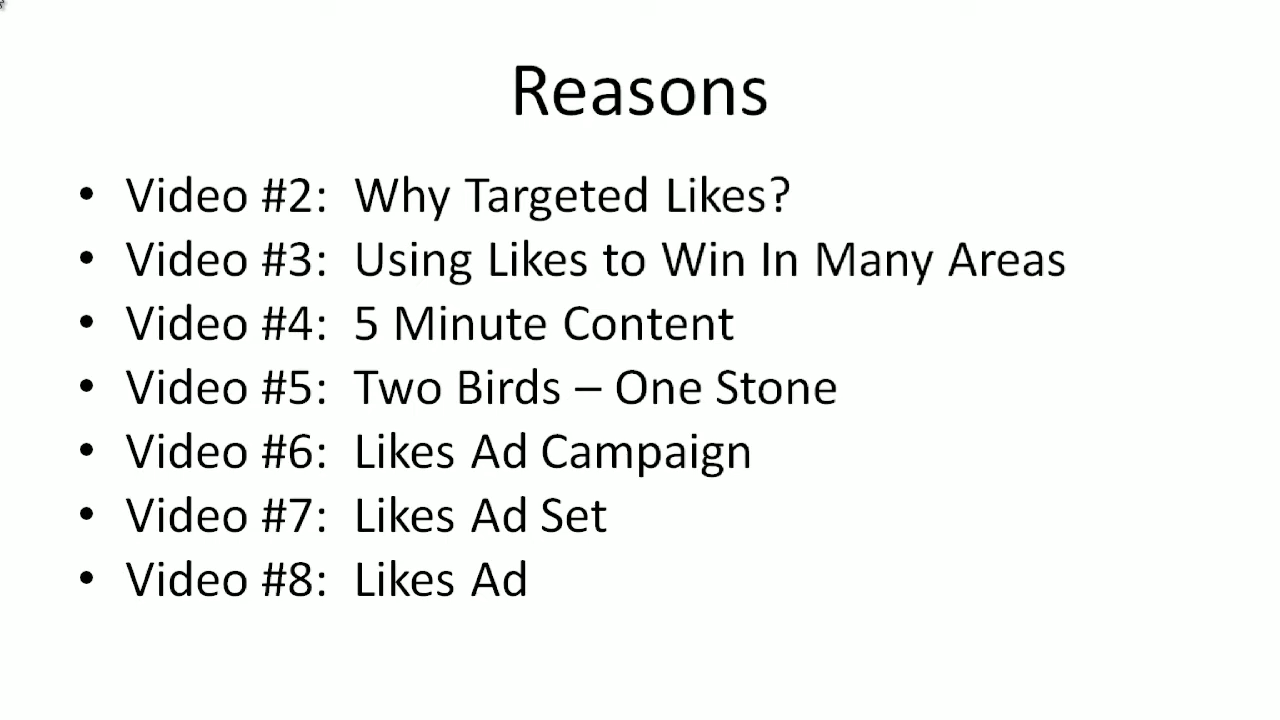 Reasons
• Video #2: Why Targeted Likes?
• Video #3: Using Likes to Win In Many Areas
• Video #4: 5 Minute Content
• Video #5: Two Birds – One Stone
• Video #6: Likes Ad Campaign
• Video #7: Likes Ad Set
• Video #8: Likes Ad